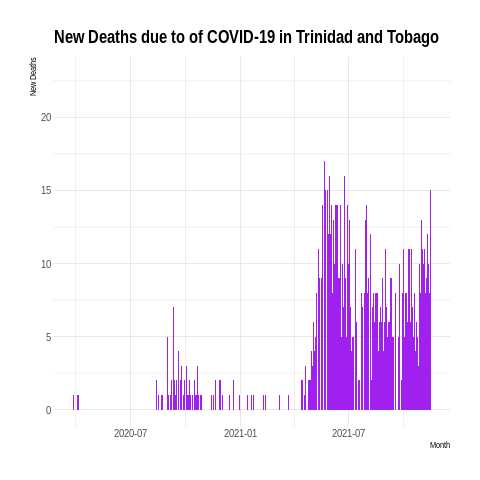 New Deaths due to of COVID-19 in Trinidad and Tobago
New Deaths
20
15
10
5
0
2020-07 2021-01 2021-07
Month